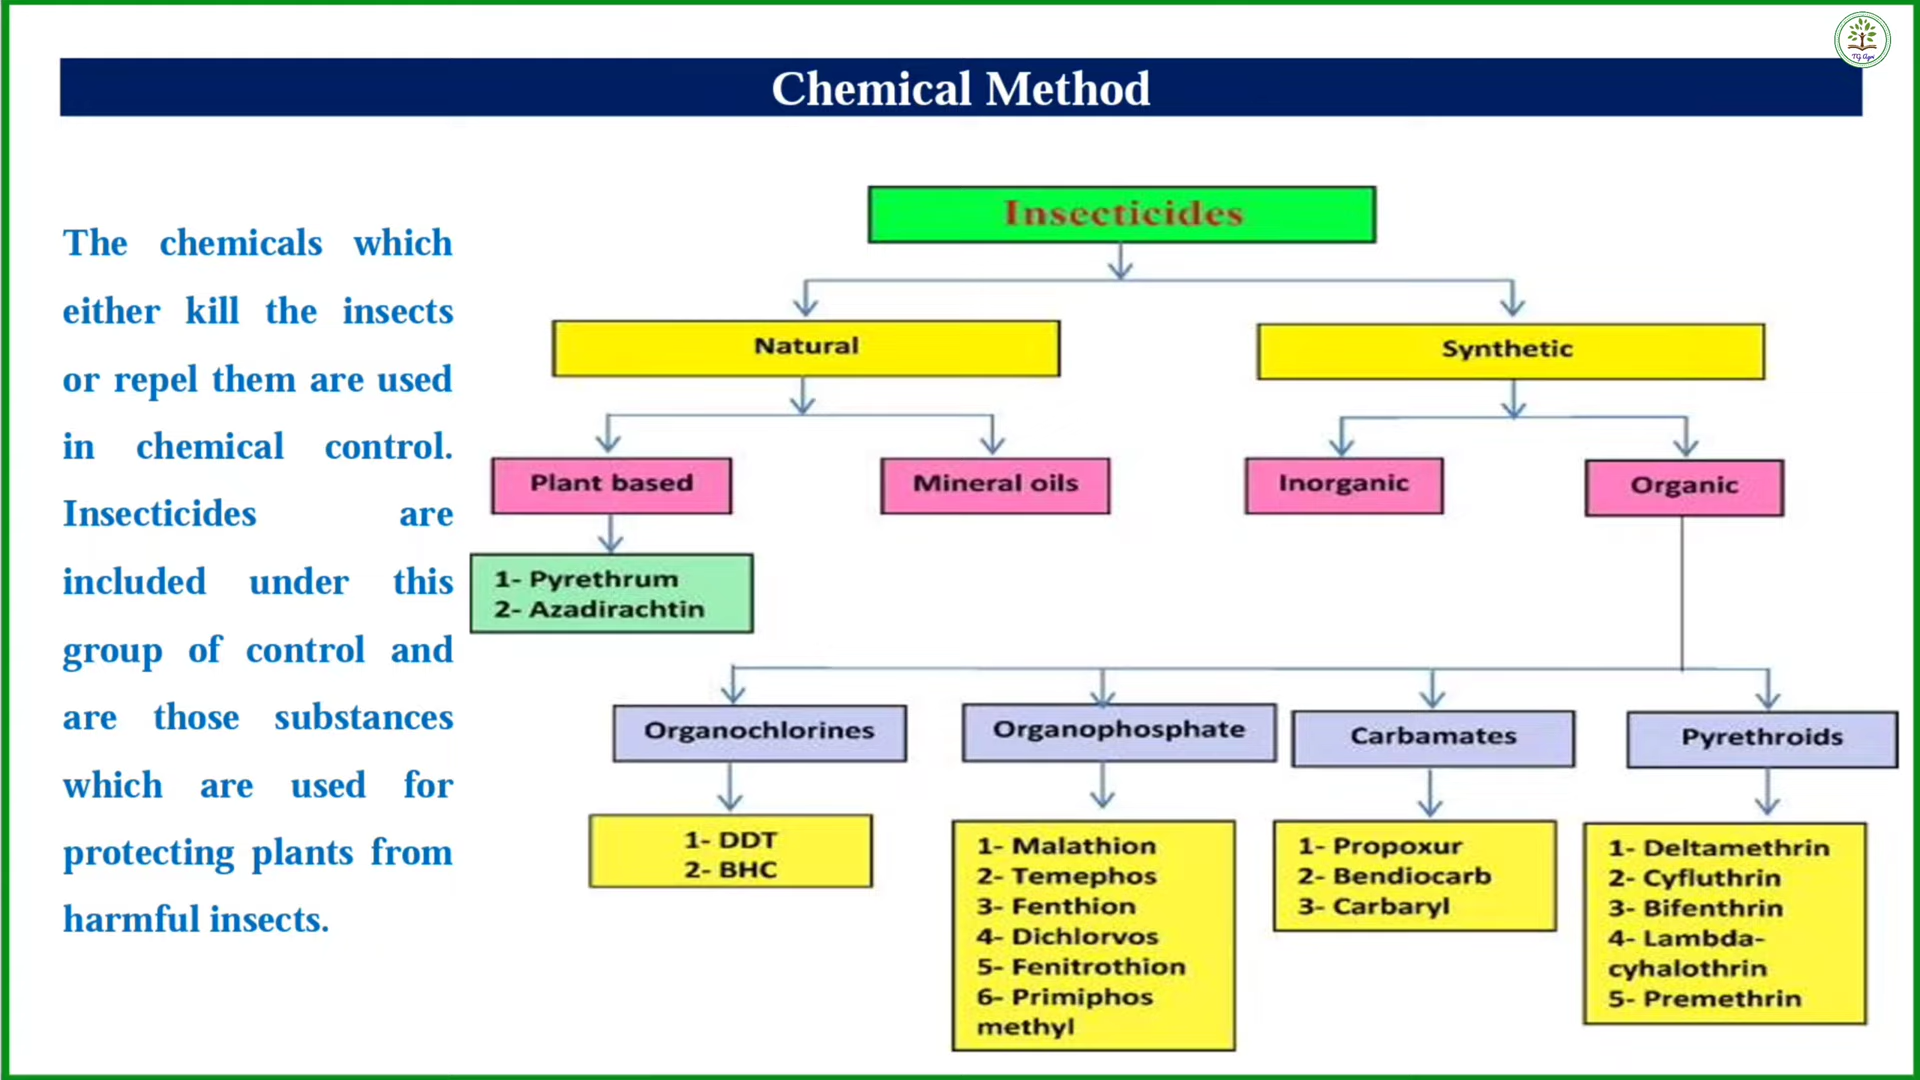 TG Agri
Chemical Method
The chemicals which
either kill the insects
or repel them are used
in chemical control.
Insecticides are
included under this
group of control and
are those substances
which are used for
protecting plants from
harmful insects.
Insecticides
Natural
Synthetic
Plant based
Mineral oils
Inorganic
Organic
1- Pyrethrum
2- Azadirachtin
Organochlorines
Organophosphate
Carbamates
Pyrethroids
1- DDT
2- BHC
1- Malathion
2- Temephos
3- Fenthion
4- Dichlorvos
5- Fenitrothion
6- Primiphos
methyl
1- Propoxur
2- Bendiocarb
3- Carbaryl
1- Deltamethrin
2- Cyfluthrin
3- Bifenthrin
4- Lambda-
cyhalothrin
5- Premethrin